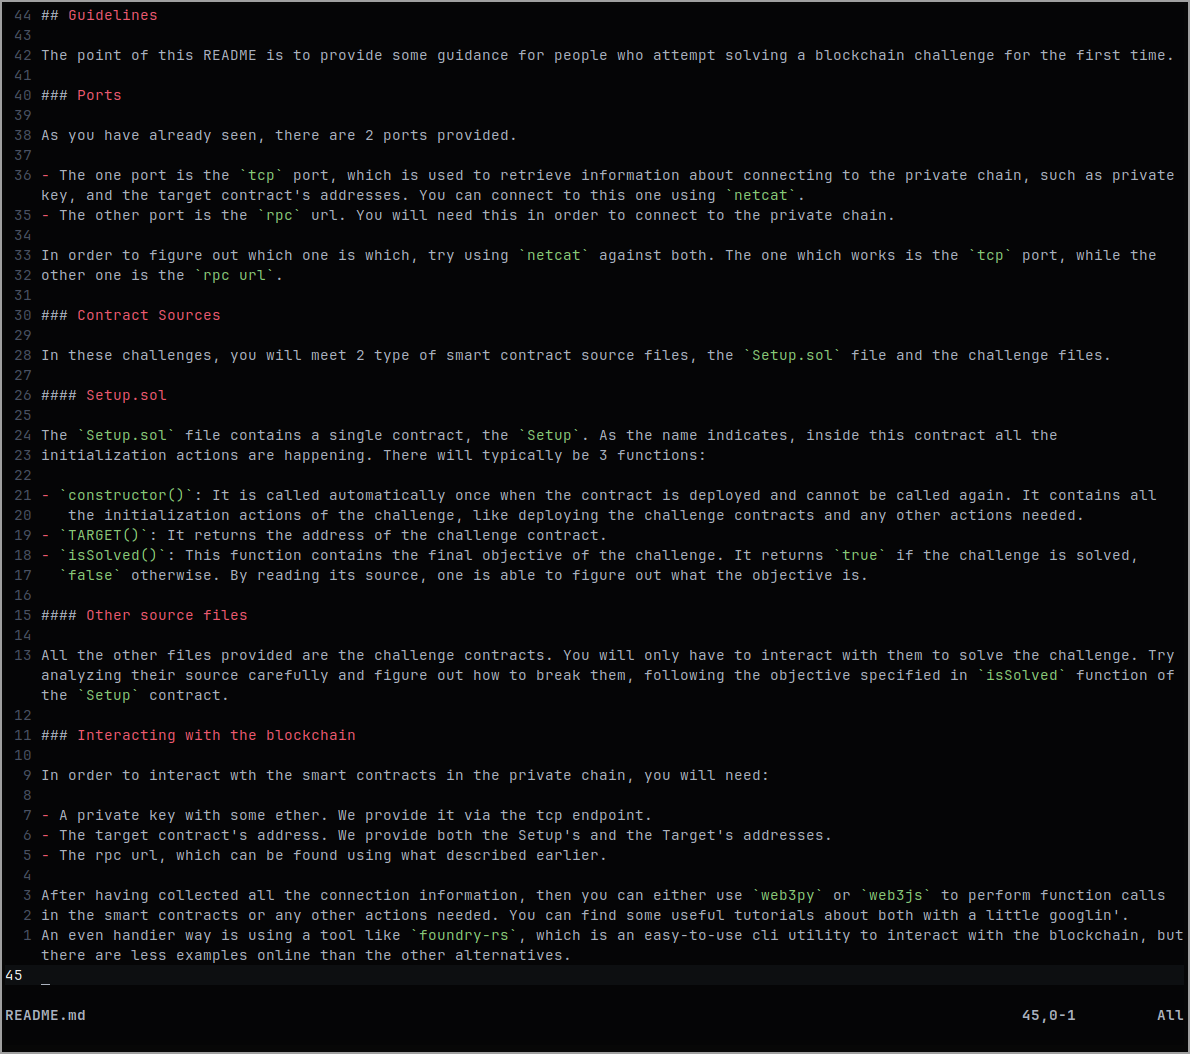 44 ## Guidelines
43
42 The point of this README is to provide some guidance for people who attempt solving a blockchain challenge for the first time.
41
40 ### Ports
39
38 As you have already seen, there are 2 ports provided.
37
36 - The one port is the `tcp` port, which is used to retrieve information about connecting to the private chain, such as private
key, and the target contract's addresses. You can connect to this one using `netcat`.
35 - The other port is the `rpc` url. You will need this in order to connect to the private chain.
34
33 In order to figure out which one is which, try using `netcat` against both. The one which works is the `tcp` port, while the
32 other one is the `rpc url`.
31
30 ### Contract Sources
29
28 In these challenges, you will meet 2 type of smart contract source files, the `Setup.sol` file and the challenge files.
27
26 #### Setup.sol
25
24 The `Setup.sol` file contains a single contract, the `Setup`. As the name indicates, inside this contract all the
23 initialization actions are happening. There will typically be 3 functions:
22
21 - `constructor()`: It is called automatically once when the contract is deployed and cannot be called again. It contains all
20 the initialization actions of the challenge, like deploying the challenge contracts and any other actions needed.
19 - `TARGET()`: It returns the address of the challenge contract.
18 - `isSolved()`: This function contains the final objective of the challenge. It returns `true` if the challenge is solved,
17 `false` otherwise. By reading its source, one is able to figure out what the objective is.
16
15 #### Other source files
14
13 All the other files provided are the challenge contracts. You will only have to interact with them to solve the challenge. Try
analyzing their source carefully and figure out how to break them, following the objective specified in `isSolved` function of
the `Setup` contract.
12
11 ### Interacting with the blockchain
10
9 In order to interact wth the smart contracts in the private chain, you will need:
8
7 - A private key with some ether. We provide it via the tcp endpoint.
6 - The target contract's address. We provide both the Setup's and the Target's addresses.
5 - The rpc url, which can be found using what described earlier.
4
3 After having collected all the connection information, then you can either use `web3py` or `web3js` to perform function calls
2 in the smart contracts or any other actions needed. You can find some useful tutorials about both with a little googlin'.
1 An even handier way is using a tool like `foundry-rs`, which is an easy-to-use cli utility to interact with the blockchain, but
there are less examples online than the other alternatives.
45
README.md 45,0-1 All